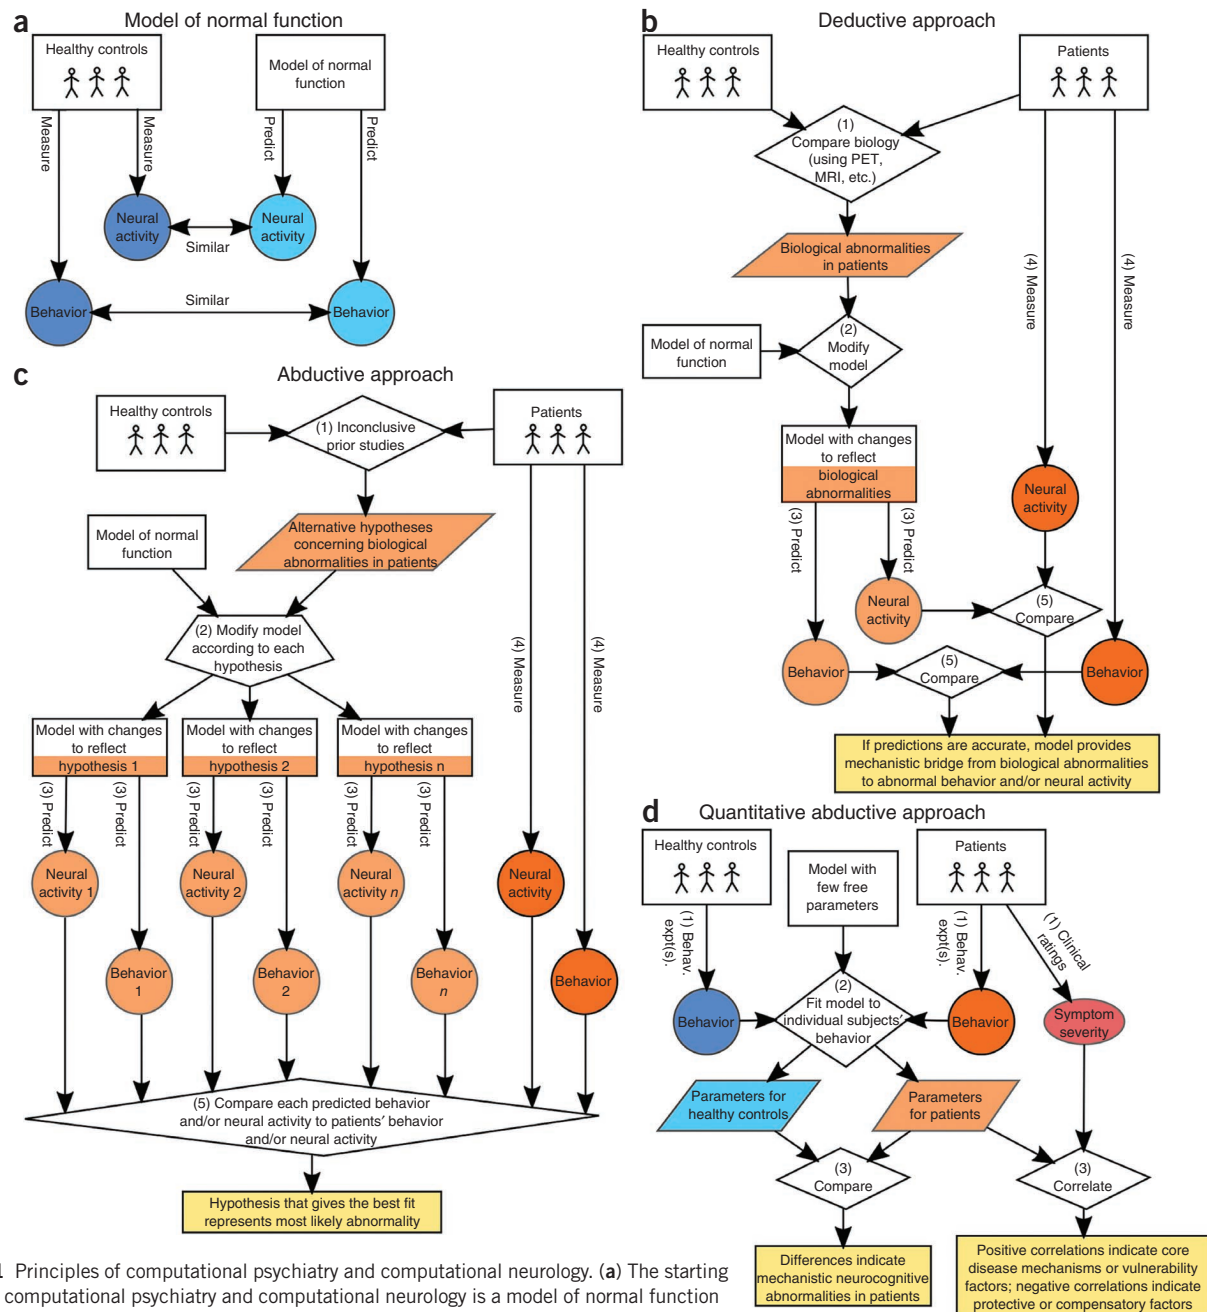 a
Model of normal function
Healthy controls
Model of normal
function
Measure
Measure
Predict
Predict
Neural
activity
Neural
activity
Similar
Behavior
Similar
Behavior
b
Deductive approach
Healthy controls
Patients
(1)
Compare biology
(using PET,
MRI, etc.)
Biological abnormalities
in patients
(4) Measure
(4) Measure
Model of normal
function
(2)
Modify
model
Model with changes
to reflect
biological
abnormalities
(3) Predict
(3) Predict
Neural
activity
Neural
activity
(5)
Compare
Behavior
(5)
Compare
Behavior
If predictions are accurate, model provides
mechanistic bridge from biological abnormalities
to abnormal behavior and/or neural activity
c
Abductive approach
Healthy controls
(1) Inconclusive
prior studies
Patients
Model of normal
function
Alternative hypotheses
concerning biological
abnormalities in patients
(2) Modify model
according to each
hypothesis
(4) Measure
(4) Measure
Model with changes
to reflect
hypothesis 1
Model with changes
to reflect
hypothesis 2
Model with changes
to reflect
hypothesis n
(3) Predict
(3) Predict
(3) Predict
(3) Predict
(3) Predict
(3) Predict
Neural
activity 1
Neural
activity 2
Neural
activity n
Neural
activity
Behavior
1
Behavior
2
Behavior
n
Behavior
(5) Compare each predicted behavior
and/or neural activity to patients' behavior
and/or neural activity
Hypothesis that gives the best fit
represents most likely abnormality
d
Quantitative abductive approach
Healthy controls
Model with
few free
parameters
Patients
(1) Behav.
expt(s).
(1) Behav.
expt(s).
(1) Clinical
ratings
Behavior
(2)
Fit model to
individual subjects'
behavior
Behavior
Symptom
severity
Parameters for
healthy controls
Parameters
for patients
(3)
Compare
(3)
Correlate
Differences indicate
mechanistic neurocognitive
abnormalities in patients
Positive correlations indicate core
disease mechanisms or vulnerability
factors; negative correlations indicate
protective or compensatory factors
1 Principles of computational psychiatry and computational neurology. (a) The starting
computational psychiatry and computational neurology is a model of normal function